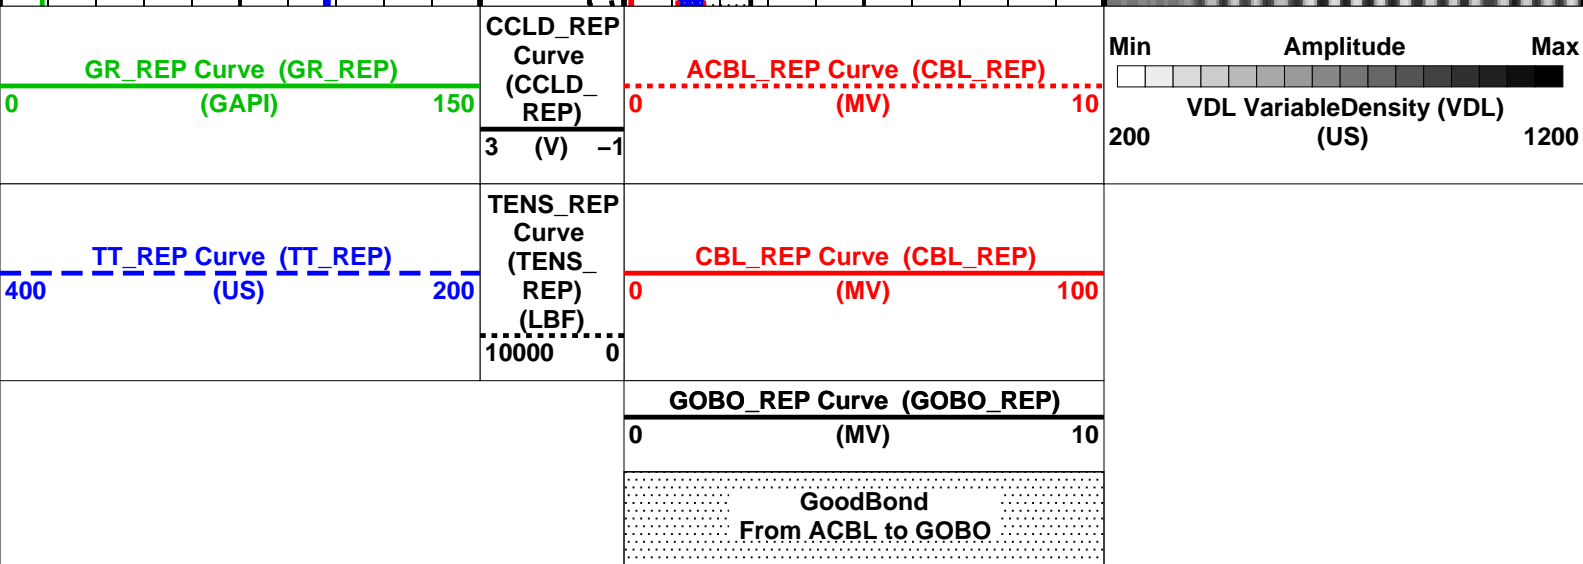 GR_REP Curve (GR_REP)
0 (GAPI) 150
CCLD_REP
Curve
(CCLD_
REP)
3 (V) −1
ACBL_REP Curve (CBL_REP)
0 (MV) 10
Min Amplitude Max
VDL VariableDensity (VDL)
200 (US) 1200
TT_REP Curve (TT_REP)
400 (US) 200
TENS_REP
Curve
(TENS_
REP)
(LBF)
10000 0
CBL_REP Curve (CBL_REP)
0 (MV) 100
GOBO_REP Curve (GOBO_REP)
0 (MV) 10
GoodBond
From ACBL to GOBO